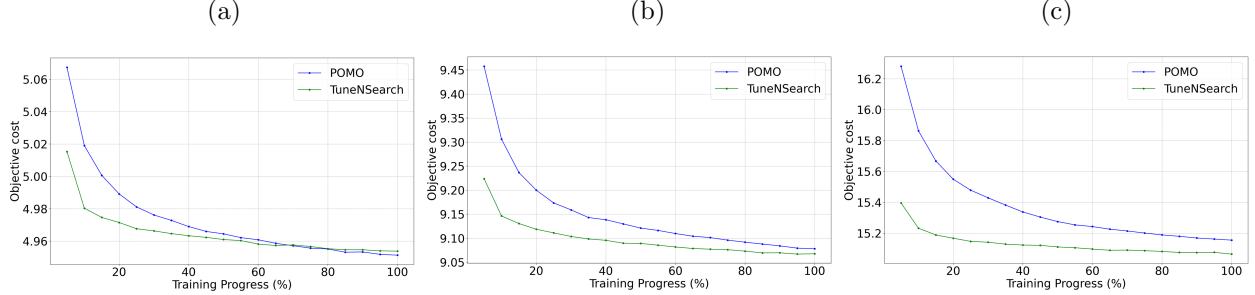 (a)
(b)
(c)
5.06
5.04
5.02
5.00
4.98
4.96
Objective cost
20
40
60
80
100
Training Progress (%)
POMO
TuneNSearch
9.45
9.40
9.35
9.30
9.25
9.20
9.15
9.10
9.05
Objective cost
20
40
60
80
100
Training Progress (%)
POMO
TuneNSearch
16.2
16.0
15.8
15.6
15.4
15.2
Objective cost
20
40
60
80
100
Training Progress (%)
POMO
TuneNSearch